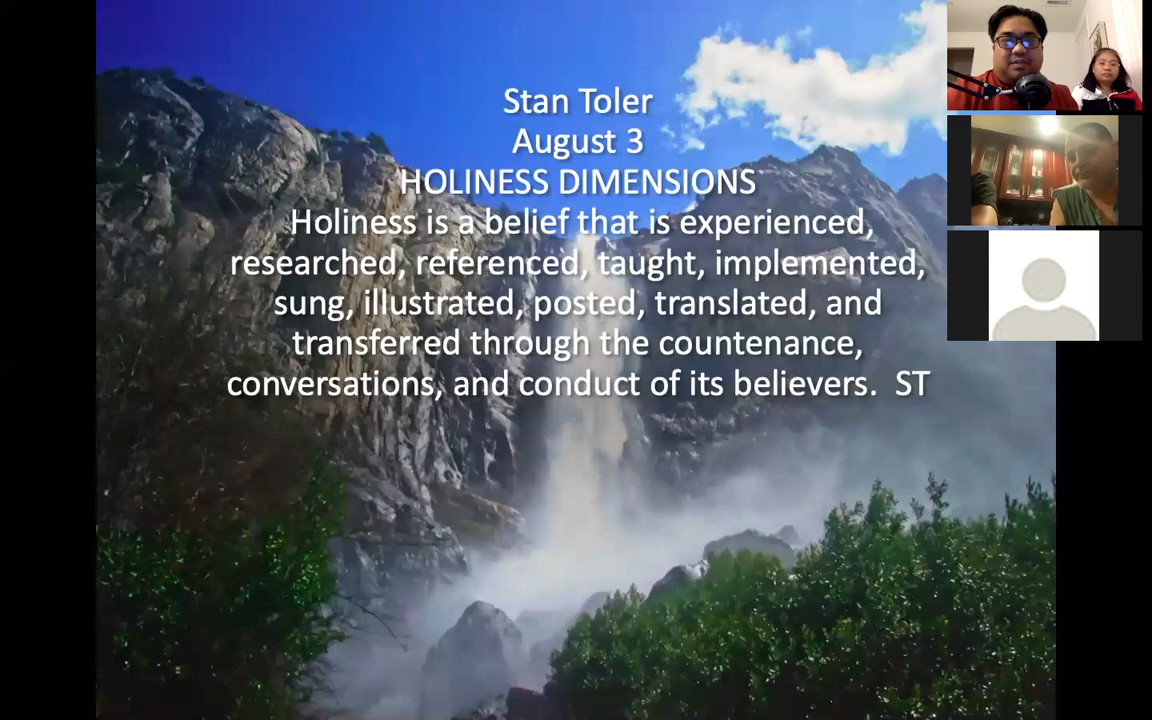 Stan Toler
August 3
HOLINESS DIMENSIONS
Holiness is a belief that is experienced,
researched, referenced, taught, implemented,
sung, illustrated, posted, translated, and
transferred through the countenance,
conversations, and conduct of its believers.  ST